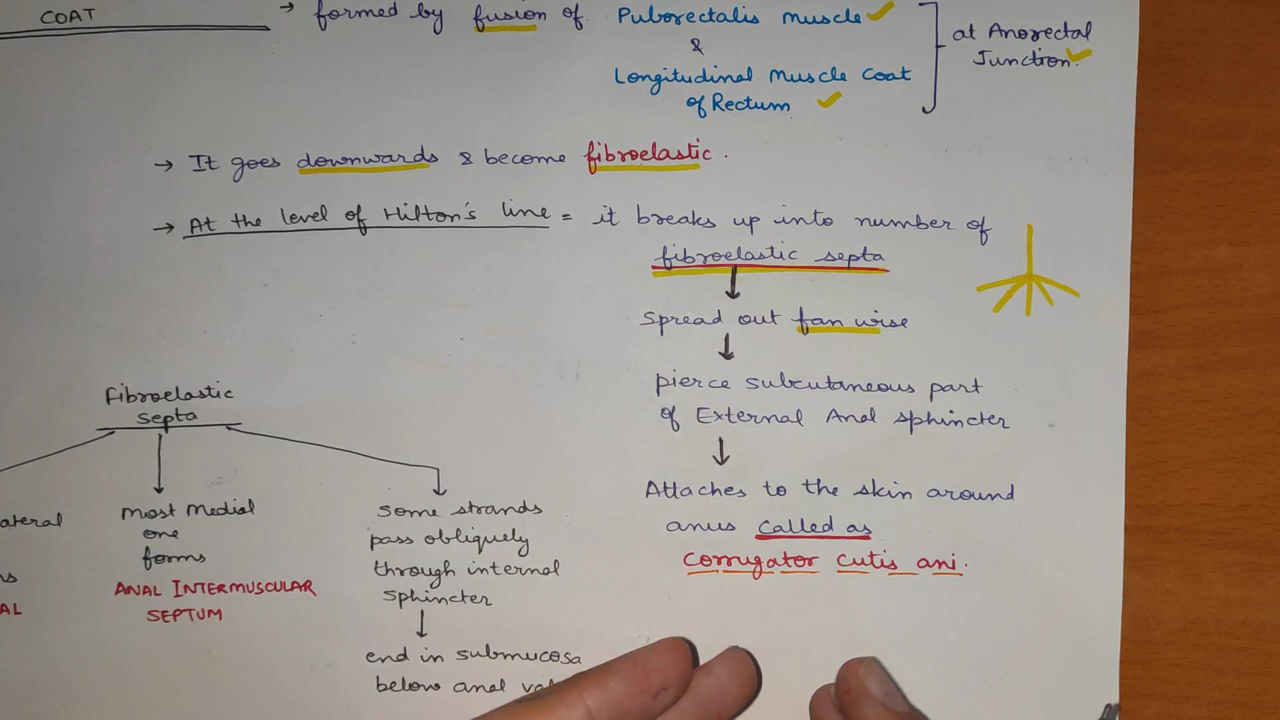 COAT → formed by fusion of Puborectalis muscle
&
Longitudinal muscle coat
of Rectum
at Anorectal
Junction.
→ It goes downwards & become fibroelastic.
→ At the level of Hilton's line = it breaks up into number of
fibroelastic septa
Spread out fan wise
pierce subcutaneous part
of External Anal sphincter
Attaches to the skin around
anus called as
Corrugator cutis ani.
Fibroelastic
septa
most medial
one
forms
ANAL INTERMUSCULAR
SEPTUM
some strands
pass obliquely
through internal
sphincter
end in submucosa
below anal